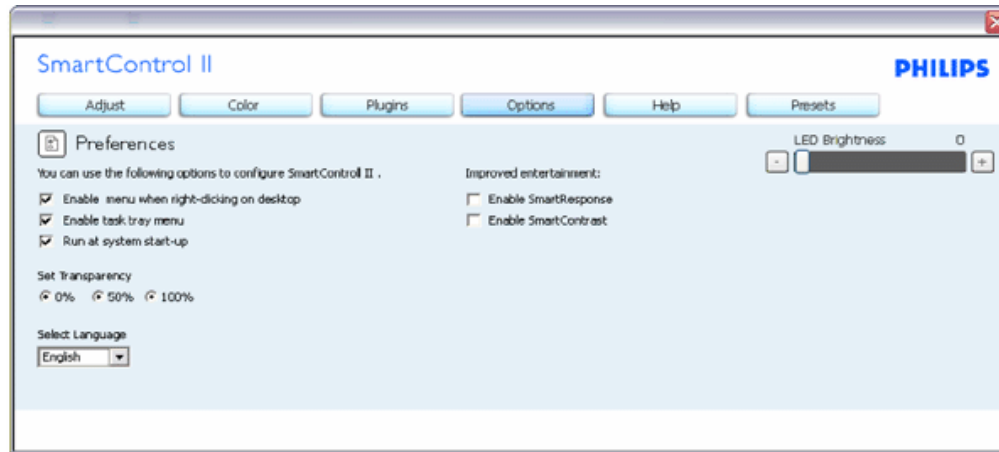 SmartControl II
PHILIPS
Adjust Color Plugins Options Help Presets
Preferences
LED Brightness 0
- +
You can use the following options to configure SmartControl II .
Improved entertainment:
Enable menu when right-clicking on desktop
Enable SmartResponse
Enable task tray menu
Enable SmartContrast
Run at system start-up
Set Transparency
0% 50% 100%
Select Language
English